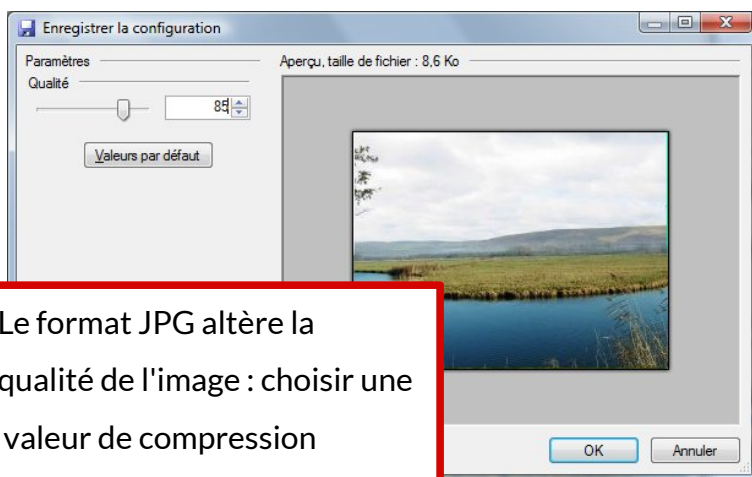 Enregistrer la configuration
Paramètres
Aperçu, taille de fichier : 8,6 Ko
Qualité
85
Valeurs par défaut
Le format JPG altère la
qualité de l'image : choisir une
valeur de compression
OK
Annuler